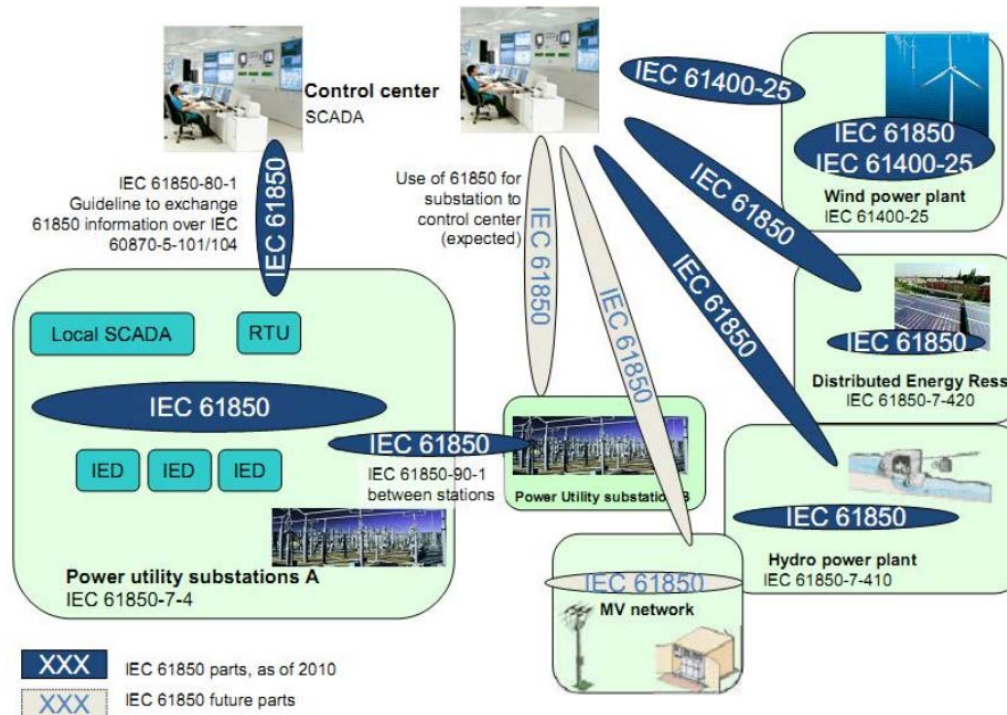 Control center
SCADA
IEC 61850-80-1
Guideline to exchange
61850 information over IEC
60870-5-101/104
IEC 61850
Use of 61850 for
substation to
control center
(expected)
IEC 61850
IEC 61850
IEC 61850
IEC 61850
IEC 61400-25
IEC 61850
IEC 61400-25
Wind power plant
IEC 61400-25
IEC 61850
Distributed Energy Ress
IEC 61850-7-420
IEC 61850
Hydro power plant
IEC 61850-7-410
Local SCADA
RTU
IEC 61850
IED
IED
IED
Power utility substations A
IEC 61850-7-4
IEC 61850
IEC 61850-90-1
between stations
Power Utility substation B
IEC 61850
MV network
XXX
IEC 61850 parts, as of 2010
XXX
IEC 61850 future parts